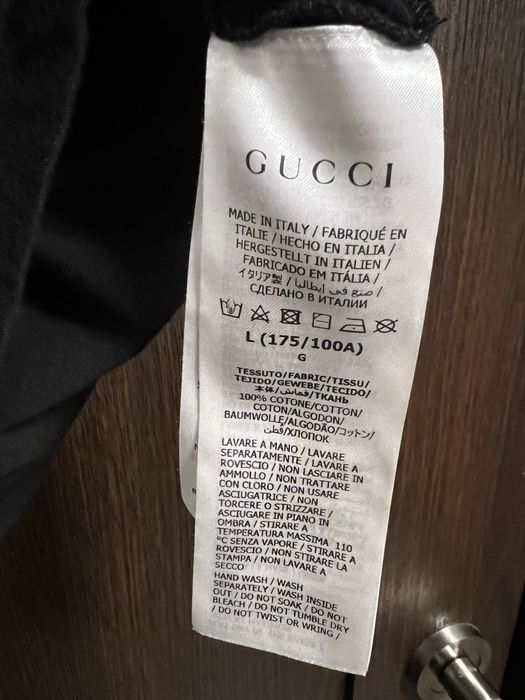 GUCCI
MADE IN ITALY / FABRIQUÉ EN
ITALIE / HECHO EN ITALIA /
HERGESTELLT IN ITALIEN /
FABRICADO EM ITÁLIA /
イタリア製 / صنع في ايطاليا /
СДЕЛАНО В ИТАЛИИ
L (175/100A)
G
TESSUTO/FABRIC/TISSU/
TEJIDO/GEWEBE/TECIDO/
本体/قماش/ТКАНЬ
100% COTONE/COTTON/
COTON/ALGODON/
BAUMWOLLE/ALGODÃO/コットン/
قطن/ХЛОПОК
LAVARE A MANO / LAVARE
SEPARATAMENTE / LAVARE A
ROVESCIO / NON LASCIARE IN
AMMOLLO / NON TRATTARE
CON CLORO / NON USARE
ASCIUGATRICE / NON
TORCERE O STRIZZARE /
ASCIUGARE IN PIANO IN
OMBRA / STIRARE A
TEMPERATURA MASSIMA 110
°C SENZA VAPORE / STIRARE A
ROVESCIO / NON STIRARE LA
STAMPA / NON LAVARE A
SECCO
HAND WASH / WASH
SEPARATELY / WASH INSIDE
OUT / DO NOT SOAK / DO NOT
BLEACH / DO NOT TUMBLE DRY
/ DO NOT TWIST OR WRING /